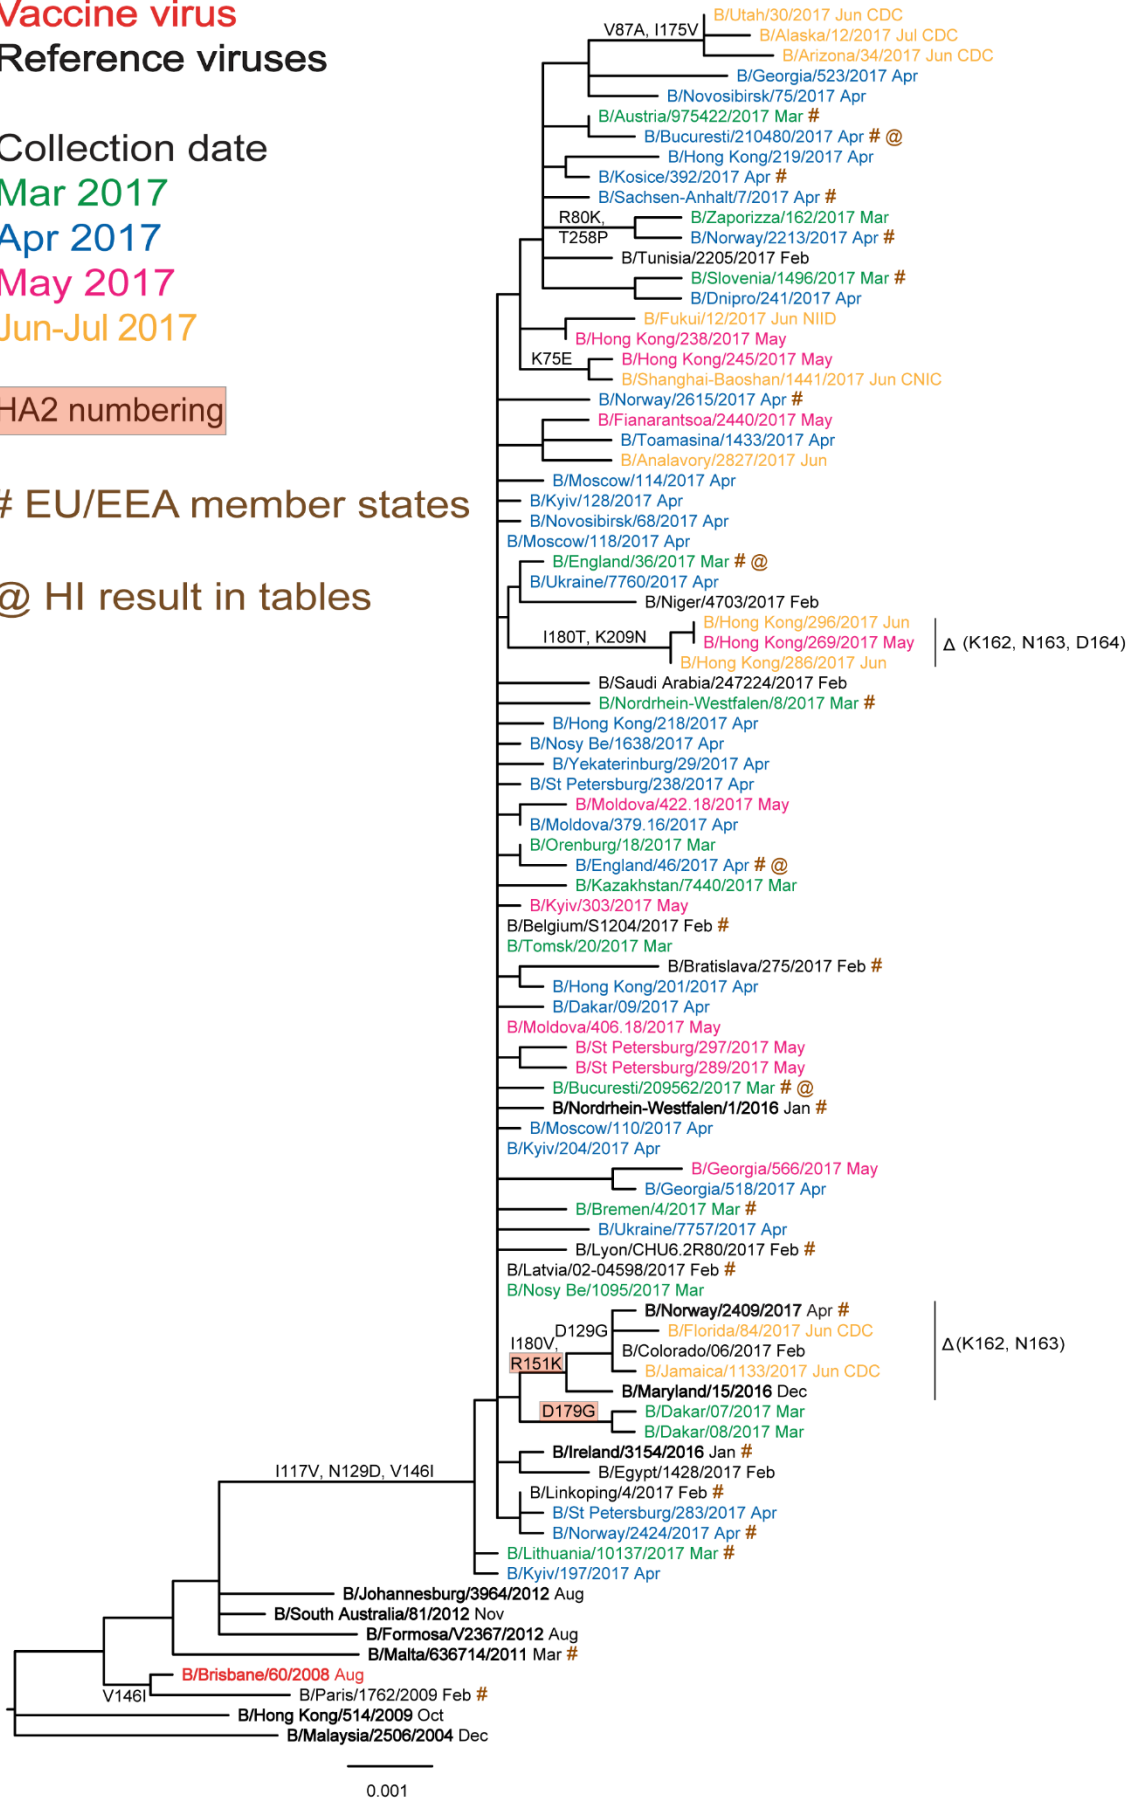 Vaccine virus
Reference viruses
Collection date
Mar 2017
Apr 2017
May 2017
Jun-Jul 2017
HA2 numbering
# EU/EEA member states
@ HI result in tables
B/Utah/30/2017 Jun CDC
V87A, I175V
B/Alaska/12/2017 Jul CDC
B/Arizona/34/2017 Jun CDC
B/Georgia/523/2017 Apr
B/Novosibirsk/75/2017 Apr
B/Austria/975422/2017 Mar #
B/Bucuresti/210480/2017 Apr # @
B/Hong Kong/219/2017 Apr
B/Kosice/392/2017 Apr #
B/Sachsen-Anhalt/7/2017 Apr #
R80K,
T258P
B/Zaporizza/162/2017 Mar
B/Norway/2213/2017 Apr #
B/Tunisia/2205/2017 Feb
B/Slovenia/1496/2017 Mar #
B/Dnipro/241/2017 Apr
B/Fukui/12/2017 Jun NIID
B/Hong Kong/238/2017 May
K75E
B/Hong Kong/245/2017 May
B/Shanghai-Baoshan/1441/2017 Jun CNIC
B/Norway/2615/2017 Apr #
B/Fianarantsoa/2440/2017 May
B/Toamasina/1433/2017 Apr
B/Analavory/2827/2017 Jun
B/Moscow/114/2017 Apr
B/Kyiv/128/2017 Apr
B/Novosibirsk/68/2017 Apr
B/Moscow/118/2017 Apr
B/England/36/2017 Mar # @
B/Ukraine/7760/2017 Apr
B/Niger/4703/2017 Feb
I180T, K209N
B/Hong Kong/296/2017 Jun
B/Hong Kong/269/2017 May
B/Hong Kong/286/2017 Jun
Δ (K162, N163, D164)
B/Saudi Arabia/247224/2017 Feb
B/Nordrhein-Westfalen/8/2017 Mar #
B/Hong Kong/218/2017 Apr
B/Nosy Be/1638/2017 Apr
B/Yekaterinburg/29/2017 Apr
B/St Petersburg/238/2017 Apr
B/Moldova/422.18/2017 May
B/Moldova/379.16/2017 Apr
B/Orenburg/18/2017 Mar
B/England/46/2017 Apr # @
B/Kazakhstan/7440/2017 Mar
B/Kyiv/303/2017 May
B/Belgium/S1204/2017 Feb #
B/Tomsk/20/2017 Mar
B/Bratislava/275/2017 Feb #
B/Hong Kong/201/2017 Apr
B/Dakar/09/2017 Apr
B/Moldova/406.18/2017 May
B/St Petersburg/297/2017 May
B/St Petersburg/289/2017 May
B/Bucuresti/209562/2017 Mar # @
B/Nordrhein-Westfalen/1/2016 Jan #
B/Moscow/110/2017 Apr
B/Kyiv/204/2017 Apr
B/Georgia/566/2017 May
B/Georgia/518/2017 Apr
B/Bremen/4/2017 Mar #
B/Ukraine/7757/2017 Apr
B/Lyon/CHU6.2R80/2017 Feb #
B/Latvia/02-04598/2017 Feb #
B/Nosy Be/1095/2017 Mar
B/Norway/2409/2017 Apr #
D129G
B/Florida/84/2017 Jun CDC
I180V,
R151K
B/Colorado/06/2017 Feb
B/Jamaica/1133/2017 Jun CDC
B/Maryland/15/2016 Dec
Δ(K162, N163)
D179G
B/Dakar/07/2017 Mar
B/Dakar/08/2017 Mar
B/Ireland/3154/2016 Jan #
B/Egypt/1428/2017 Feb
I117V, N129D, V146I
B/Linkoping/4/2017 Feb #
B/St Petersburg/283/2017 Apr
B/Norway/2424/2017 Apr #
B/Lithuania/10137/2017 Mar #
B/Kyiv/197/2017 Apr
B/Johannesburg/3964/2012 Aug
B/South Australia/81/2012 Nov
B/Formosa/V2367/2012 Aug
B/Malta/636714/2011 Mar #
B/Brisbane/60/2008 Aug
V146I
B/Paris/1762/2009 Feb #
B/Hong Kong/514/2009 Oct
B/Malaysia/2506/2004 Dec
0.001